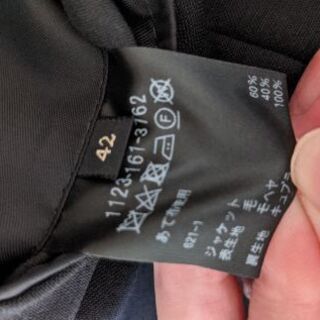 42
1123-161-3762
F
あて布使用
621-1
ジャケット
表生地 毛 60%
モヘヤ 40%
裏生地 キュプラ 100%